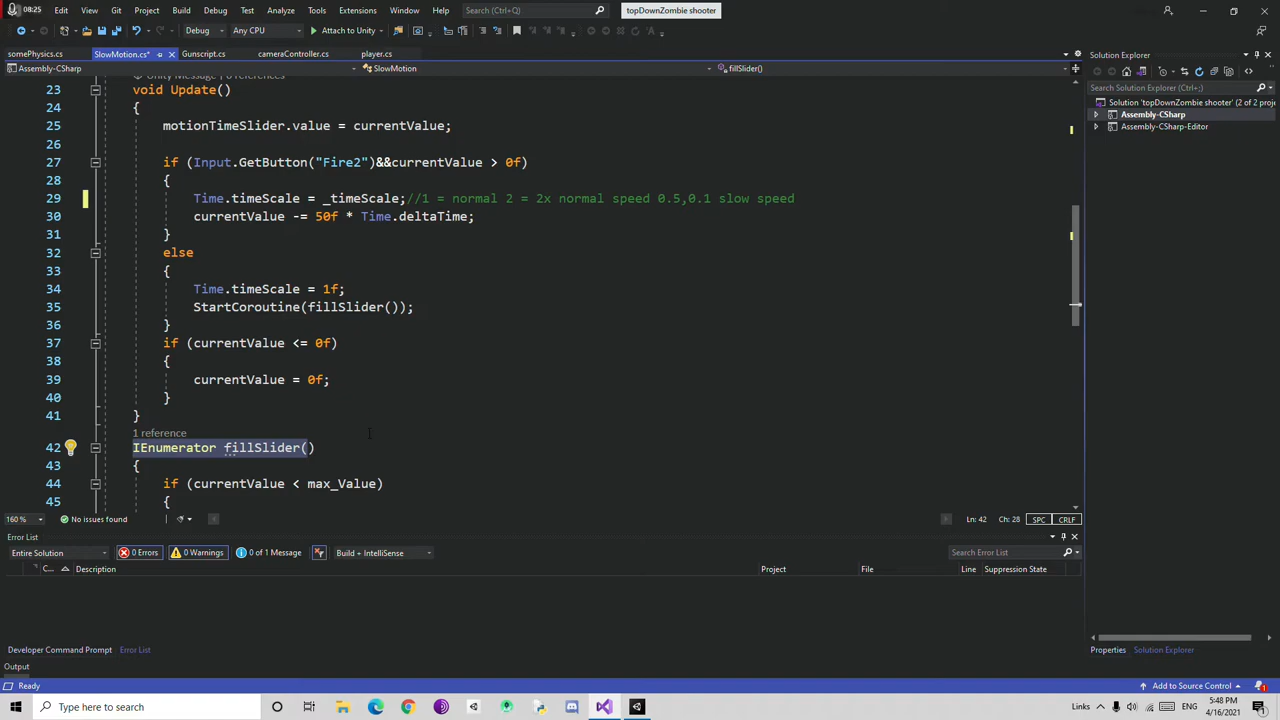 08:25
File Edit View Git Project Build Debug Test Analyze Tools Extensions Window Help Search (Ctrl+Q) topDownZombie shooter
Debug Any CPU Attach to Unity
somePhysics.cs SlowMotion.cs* Gunscript.cs cameraController.cs player.cs
Assembly-CSharp SlowMotion fillSlider()
Solution Explorer
Search Solution Explorer (Ctrl+;)
Solution 'topDownZombie shooter' (2 of 2 proje
Assembly-CSharp
Assembly-CSharp-Editor
Unity Message | 0 references
23 void Update()
24 {
25 motionTimeSlider.value = currentValue;
26
27 if (Input.GetButton("Fire2")&&currentValue > 0f)
28 {
29 Time.timeScale = _timeScale;//1 = normal 2 = 2x normal speed 0.5,0.1 slow speed
30 currentValue -= 50f * Time.deltaTime;
31 }
32 else
33 {
34 Time.timeScale = 1f;
35 StartCoroutine(fillSlider());
36 }
37 if (currentValue <= 0f)
38 {
39 currentValue = 0f;
40 }
41 }
1 reference
42 IEnumerator fillSlider()
43 {
44 if (currentValue < max_Value)
45 {
160 % No issues found Ln: 42 Ch: 28 SPC CRLF
Error List
Entire Solution 0 Errors 0 Warnings 0 of 1 Message Build + IntelliSense Search Error List
C... Description Project File Line Suppression State
Developer Command Prompt Error List
Properties Solution Explorer
Output
Ready Add to Source Control 1
Type here to search
Links ENG 5:48 PM
4/16/2021